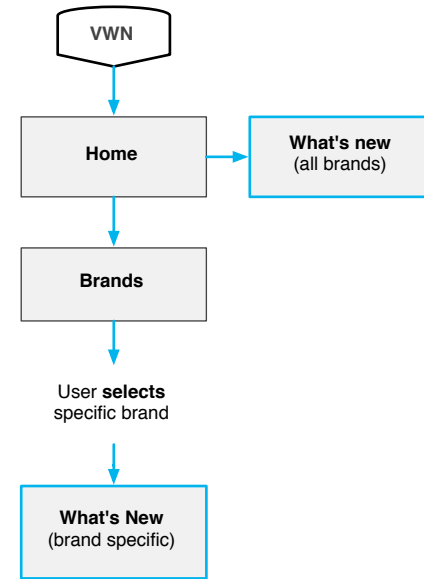 VWN
Home
What's new
(all brands)
Brands
User selects
specific brand
What's New
(brand specific)